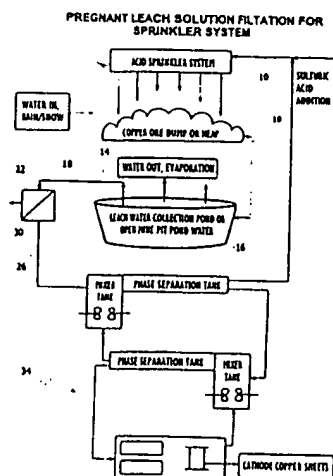 PREGNANT LEACH SOLUTION FILTATION FOR
SPRINKLER SYSTEM
ACID SPRINKLER SYSTEM
10
SULFURIC
ACID
ADDITION
18
WATER IN,
RAIN/SNOW
COPPER ORE DUMP OR HEAP
14
WATER OUT, EVAPORATION
18
22
LEACH WATER COLLECTION POND OR
OPEN MINE PIT POND WATER
16
30
26
MIXER
TANK
PHASE SEPARATION TANK
PHASE SEPARATION TANK
MIXER
TANK
34
CATHODE COPPER SHEETS